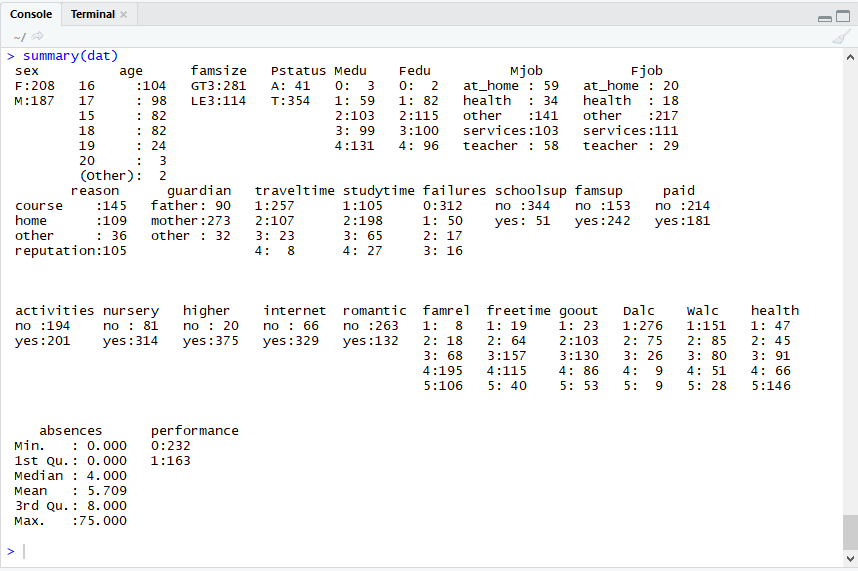 Console Terminal ×
~/
> summary(dat)
 sex          age      famsize   Pstatus Medu    Fedu          Mjob           Fjob
 F:208   16     :104   GT3:281   A: 41   0:  3   0:  2   at_home : 59   at_home : 20
 M:187   17     : 98   LE3:114   T:354   1: 59   1: 82   health  : 34   health  : 18
         15     : 82                     2:103   2:115   other   :141   other   :217
         18     : 82                     3: 99   3:100   services:103   services:111
         19     : 24                     4:131   4: 96   teacher : 58   teacher : 29
         20     :  3
         (Other):  2
        reason      guardian   traveltime studytime failures schoolsup famsup     paid
 course    :145   father: 90   1:257      1:105     0:312    no :344   no :153   no :214
 home      :109   mother:273   2:107      2:198     1: 50    yes: 51   yes:242   yes:181
 other     : 36   other : 32   3: 23      3: 65     2: 17
 reputation:105                4:  8      4: 27     3: 16
 activities nursery   higher    internet  romantic  famrel  freetime goout   Dalc    Walc    health
 no :194    no : 81   no : 20   no : 66   no :263   1:  8   1: 19    1: 23   1:276   1:151   1: 47
 yes:201    yes:314   yes:375   yes:329   yes:132   2: 18   2: 64    2:103   2: 75   2: 85   2: 45
                                                    3: 68   3:157    3:130   3: 26   3: 80   3: 91
                                                    4:195   4:115    4: 86   4:  9   4: 51   4: 66
                                                    5:106   5: 40    5: 53   5:  9   5: 28   5:146
    absences      performance
 Min.   : 0.000   0:232
 1st Qu.: 0.000   1:163
 Median : 4.000
 Mean   : 5.709
 3rd Qu.: 8.000
 Max.   :75.000
>